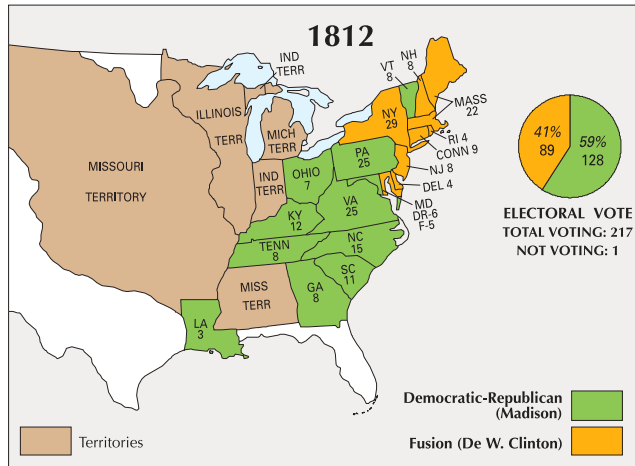 1812
IND
TERR
NH
8
VT
8
MASS
22
ILLINOIS
TERR
MICH
TERR
NY
29
RI 4
CONN 9
NJ 8
DEL 4
MD
DR-6
F-5
MISSOURI
TERRITORY
IND
TERR
OHIO
7
PA
25
VA
25
KY
12
TENN
8
NC
15
SC
11
MISS
TERR
GA
8
LA
3
41%
89
59%
128
ELECTORAL VOTE
TOTAL VOTING: 217
NOT VOTING: 1
Territories
Democratic-Republican
(Madison)
Fusion (De W. Clinton)